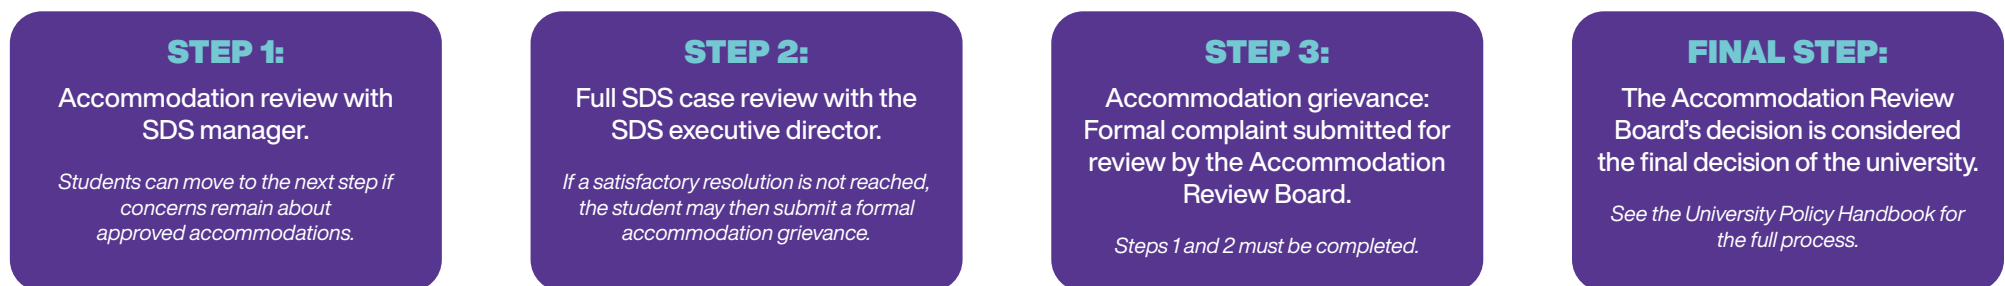 STEP 1:
Accommodation review with
SDS manager.
Students can move to the next step if
concerns remain about
approved accommodations.
STEP 2:
Full SDS case review with the
SDS executive director.
If a satisfactory resolution is not reached,
the student may then submit a formal
accommodation grievance.
STEP 3:
Accommodation grievance:
Formal complaint submitted for
review by the Accommodation
Review Board.
Steps 1 and 2 must be completed.
FINAL STEP:
The Accommodation Review
Board’s decision is considered
the final decision of the university.
See the University Policy Handbook for
the full process.